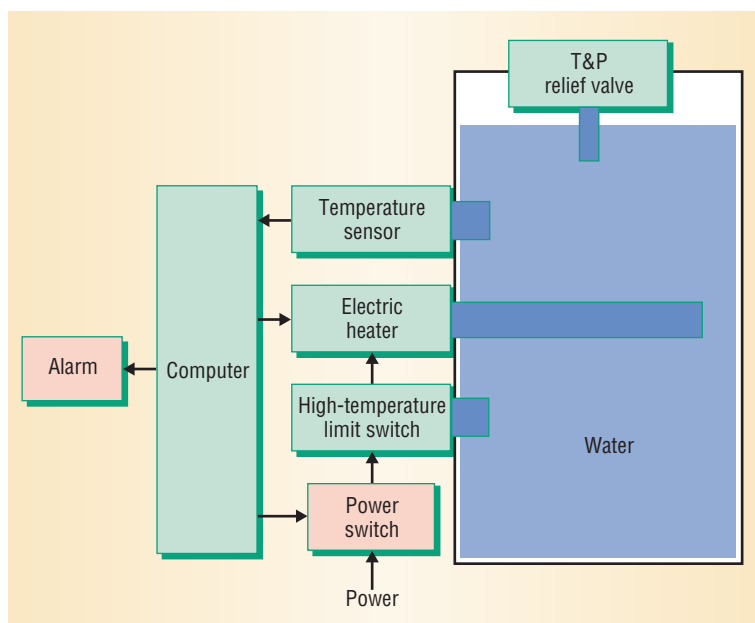 T&P
relief valve
Temperature
sensor
Electric
heater
Alarm
Computer
High-temperature
limit switch
Water
Power
switch
Power